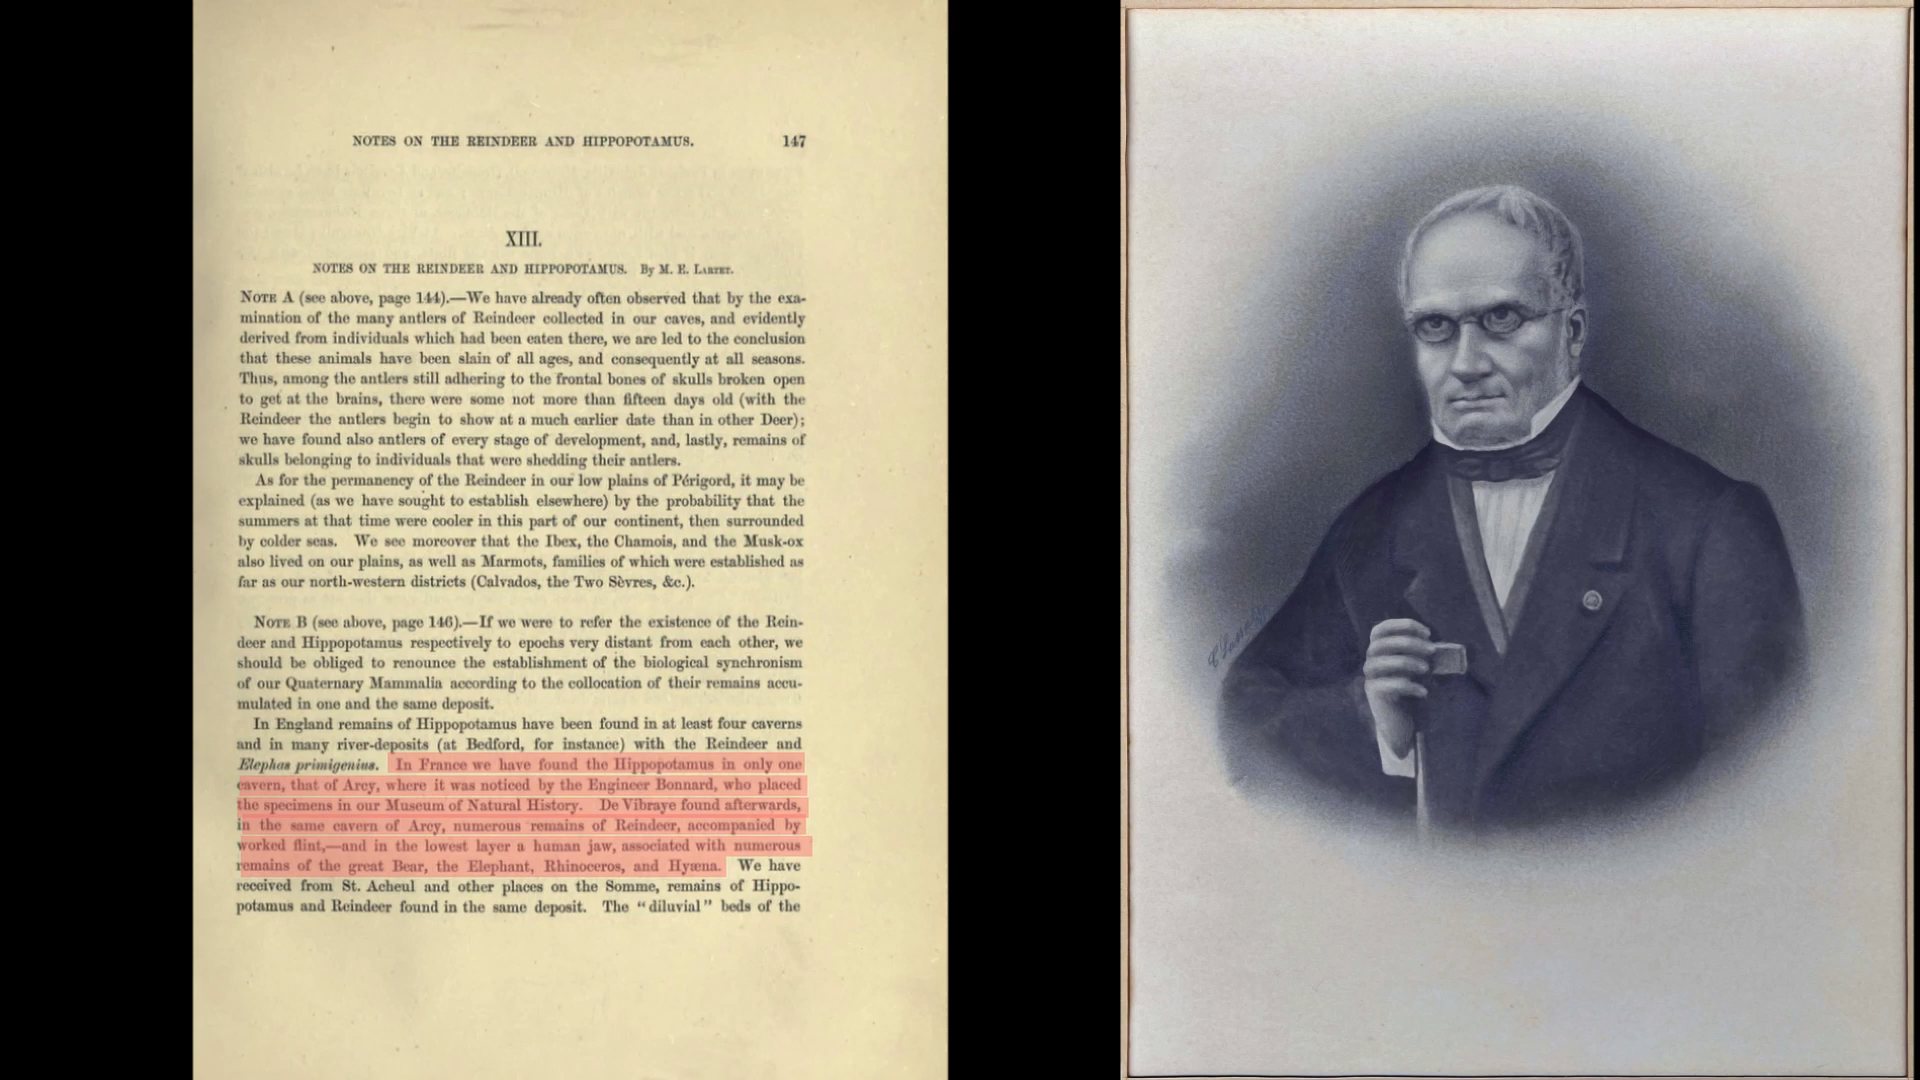 NOTES ON THE REINDEER AND HIPPOPOTAMUS. 147
XIII.
NOTES ON THE REINDEER AND HIPPOPOTAMUS. By M. E. LARTET.
NOTE A (see above, page 144).—We have already often observed that by the exa-
mination of the many antlers of Reindeer collected in our caves, and evidently
derived from individuals which had been eaten there, we are led to the conclusion
that these animals have been slain of all ages, and consequently at all seasons.
Thus, among the antlers still adhering to the frontal bones of skulls broken open
to get at the brains, there were some not more than fifteen days old (with the
Reindeer the antlers begin to show at a much earlier date than in other Deer);
we have found also antlers of every stage of development, and, lastly, remains of
skulls belonging to individuals that were shedding their antlers.
As for the permanency of the Reindeer in our low plains of Périgord, it may be
explained (as we have sought to establish elsewhere) by the probability that the
summers at that time were cooler in this part of our continent, then surrounded
by colder seas. We see moreover that the Ibex, the Chamois, and the Musk-ox
also lived on our plains, as well as Marmots, families of which were established as
far as our north-western districts (Calvados, the Two Sèvres, &c.).
NOTE B (see above, page 146).—If we were to refer the existence of the Rein-
deer and Hippopotamus respectively to epochs very distant from each other, we
should be obliged to renounce the establishment of the biological synchronism
of our Quaternary Mammalia according to the collocation of their remains accu-
mulated in one and the same deposit.
In England remains of Hippopotamus have been found in at least four caverns
and in many river-deposits (at Bedford, for instance) with the Reindeer and
Elephas primigenius. In France we have found the Hippopotamus in only one
cavern, that of Arcy, where it was noticed by the Engineer Bonnard, who placed
the specimens in our Museum of Natural History. De Vibraye found afterwards,
in the same cavern of Arcy, numerous remains of Reindeer, accompanied by
worked flint,—and in the lowest layer a human jaw, associated with numerous
remains of the great Bear, the Elephant, Rhinoceros, and Hyæna. We have
received from St. Acheul and other places on the Somme, remains of Hippo-
potamus and Reindeer found in the same deposit. The "diluvial" beds of the